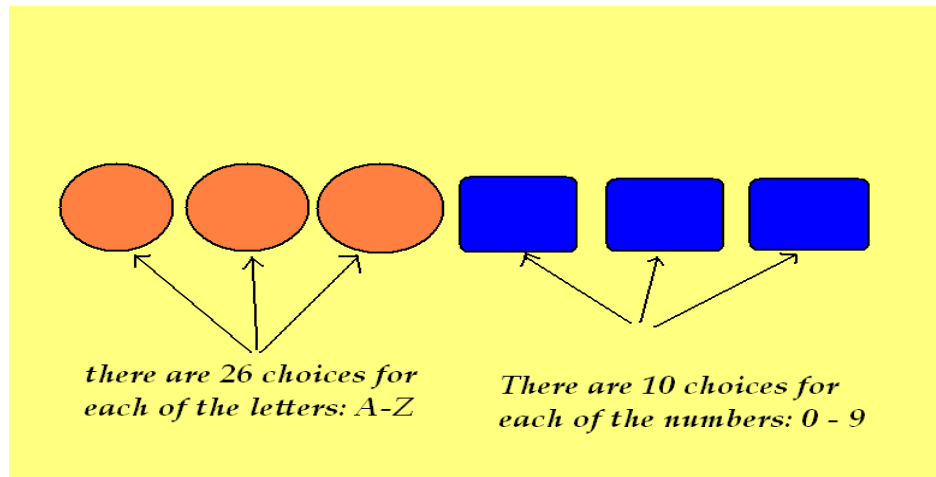 there are 26 choices for
each of the letters: A-Z
There are 10 choices for
each of the numbers: 0 - 9